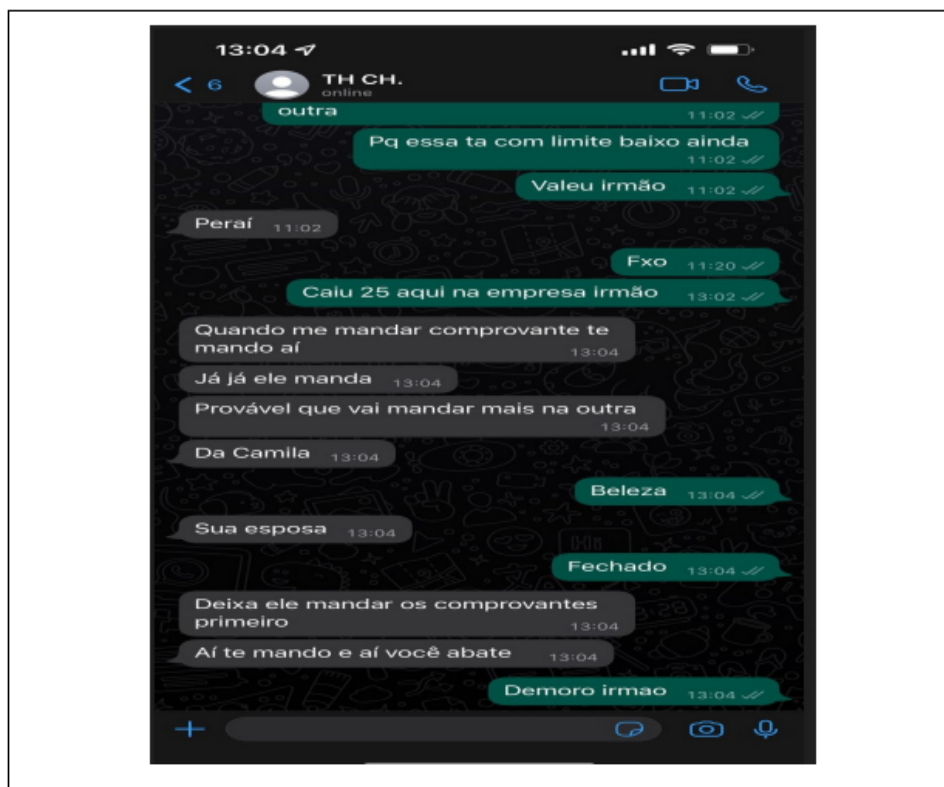 13:04
6
TH CH.
online
outra
11:02
Pq essa ta com limite baixo ainda
11:02
Valeu irmão 11:02
Peraí 11:02
Fxo 11:20
Caiu 25 aqui na empresa irmão 13:02
Quando me mandar comprovante te
mando aí 13:04
Já já ele manda 13:04
Provável que vai mandar mais na outra
13:04
Da Camila 13:04
Beleza 13:04
Sua esposa 13:04
Fechado 13:04
Deixa ele mandar os comprovantes
primeiro 13:04
Aí te mando e aí você abate 13:04
Demoro irmao 13:04